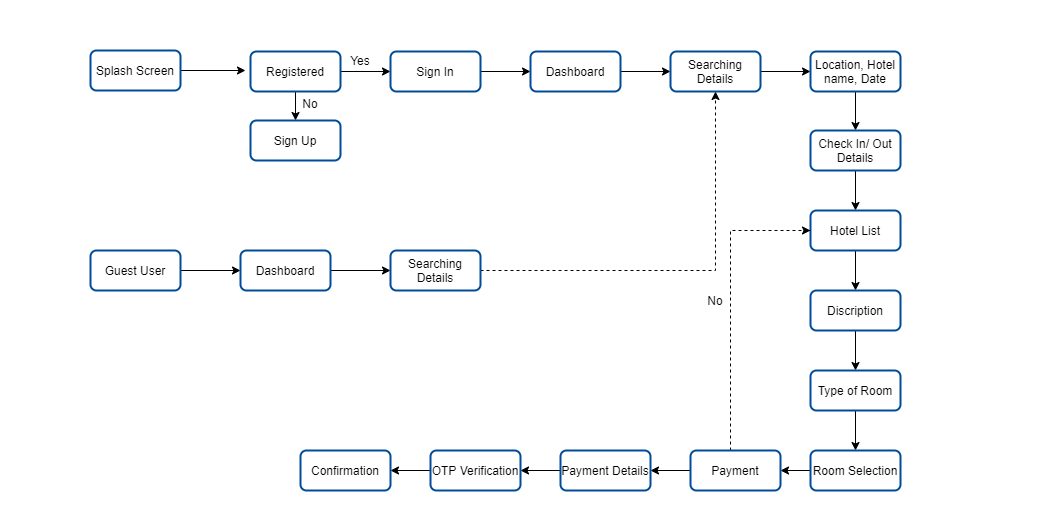 Splash Screen
Registered
Yes
Sign In
Dashboard
Searching
Details
Location, Hotel
name, Date
No
Sign Up
Check In/ Out
Details
Hotel List
Guest User
Dashboard
Searching
Details
No
Discription
Type of Room
Confirmation
OTP Verification
Payment Details
Payment
Room Selection